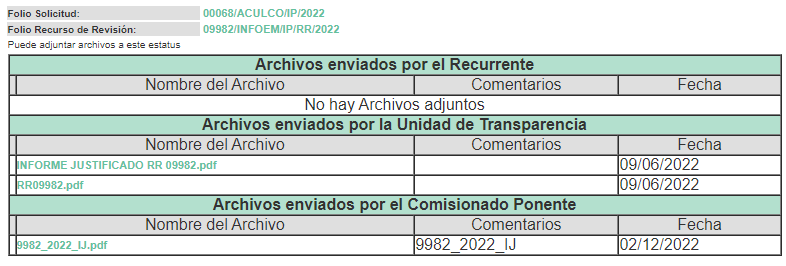 Folio Solicitud: 00068/ACULCO/IP/2022
Folio Recurso de Revisión: 09982/INFOEM/IP/RR/2022
Puede adjuntar archivos a este estatus
Archivos enviados por el Recurrente
Nombre del Archivo Comentarios Fecha
No hay Archivos adjuntos
Archivos enviados por la Unidad de Transparencia
Nombre del Archivo Comentarios Fecha
INFORME JUSTIFICADO RR 09982.pdf 09/06/2022
RR09982.pdf 09/06/2022
Archivos enviados por el Comisionado Ponente
Nombre del Archivo Comentarios Fecha
9982_2022_IJ.pdf 9982_2022_IJ 02/12/2022